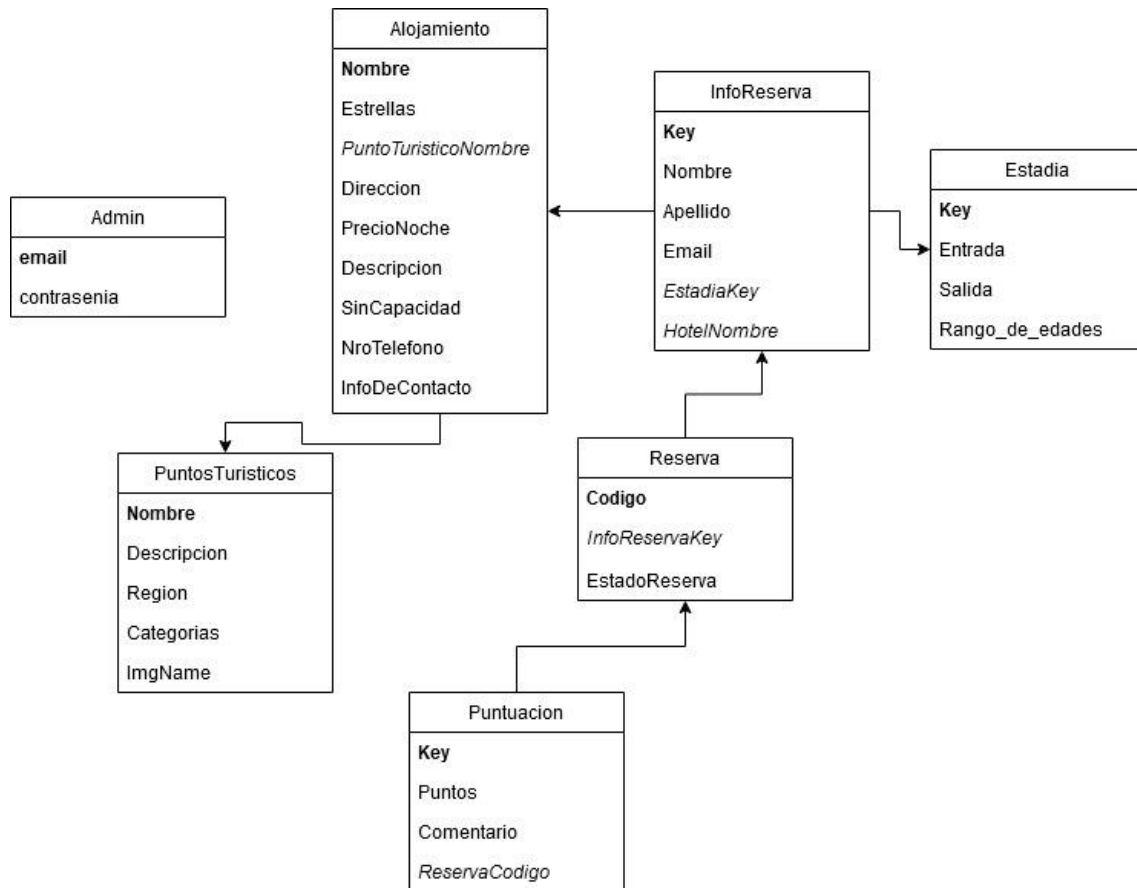 Alojamiento
Nombre
Estrellas
PuntoTuristicoNombre
Direccion
PrecioNoche
Descripcion
SinCapacidad
NroTelefono
InfoDeContacto
InfoReserva
Key
Nombre
Apellido
Email
EstadiaKey
HotelNombre
Estadia
Key
Entrada
Salida
Rango_de_edades
Admin
email
contrasenia
PuntosTuristicos
Nombre
Descripcion
Region
Categorias
ImgName
Reserva
Codigo
InfoReservaKey
EstadoReserva
Puntuacion
Key
Puntos
Comentario
ReservaCodigo